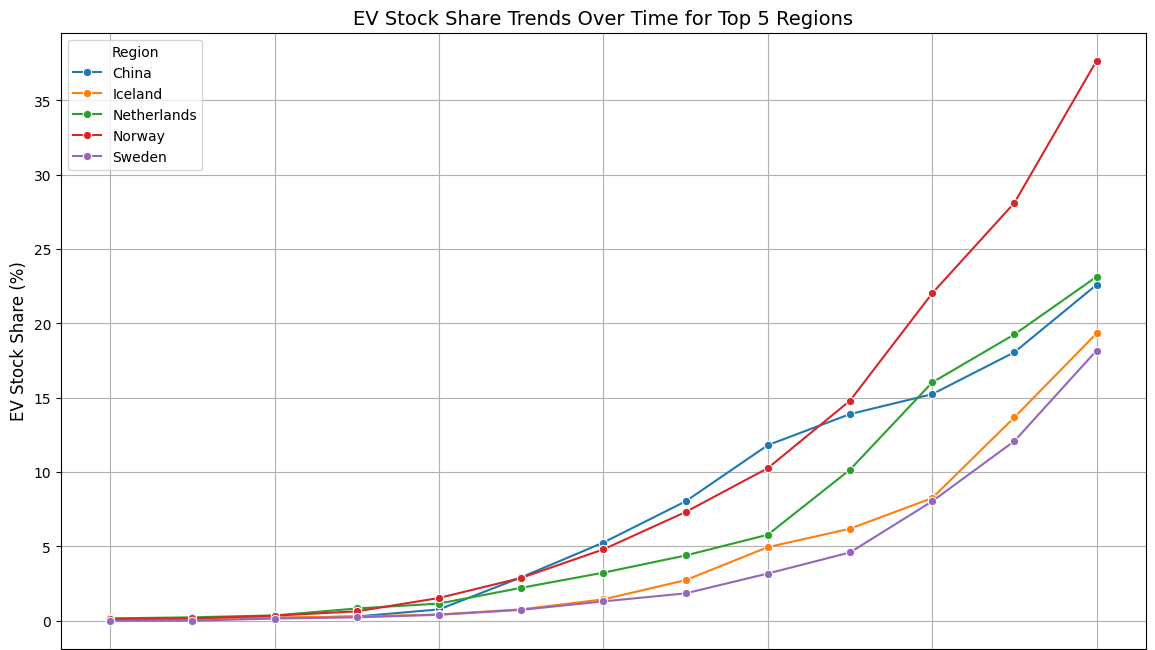 EV Stock Share Trends Over Time for Top 5 Regions
Region
China
Iceland
Netherlands
Norway
Sweden
EV Stock Share (%)
35
30
25
20
15
10
5
0